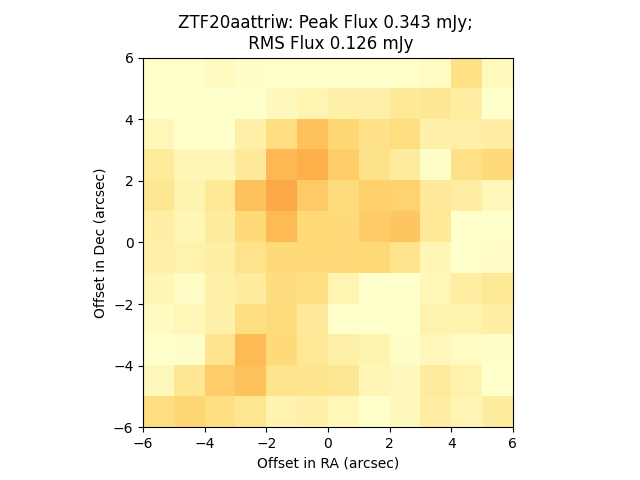 ZTF20aattriw: Peak Flux 0.343 mJy;
RMS Flux 0.126 mJy
6
4
2
0
−2
−4
−6
Offset in Dec (arcsec)
−6 −4 −2 0 2 4 6
Offset in RA (arcsec)